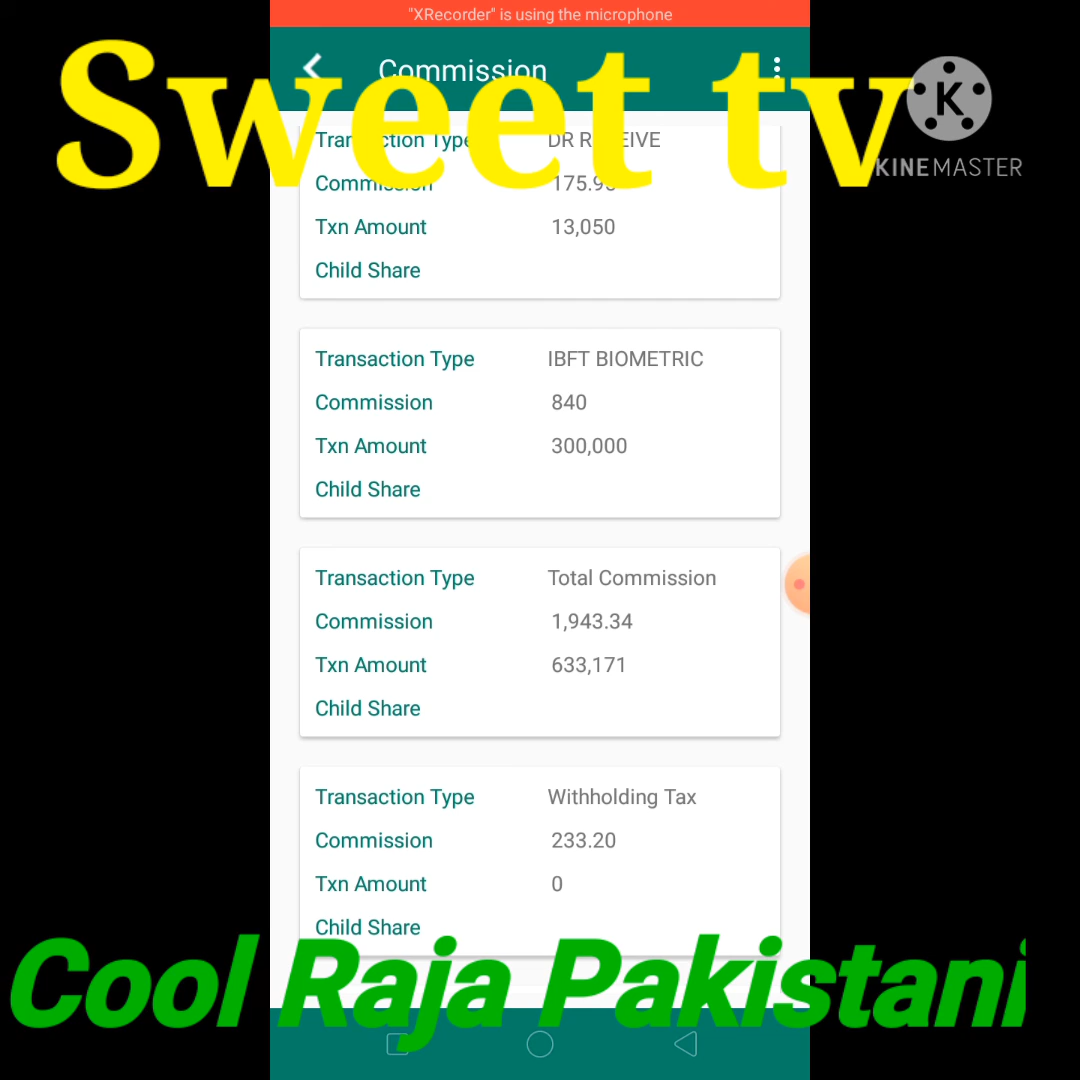 "XRecorder" is using the microphone
Commission
Sweet tv
KINEMASTER
Transaction Type DR RECEIVE
Commission
Txn Amount 13,050
Child Share
Transaction Type IBFT BIOMETRIC
Commission 840
Txn Amount 300,000
Child Share
Transaction Type Total Commission
Commission 1,943.34
Txn Amount 633,171
Child Share
Transaction Type Withholding Tax
Commission 233.20
Txn Amount 0
Child Share
Cool Raja Pakistani